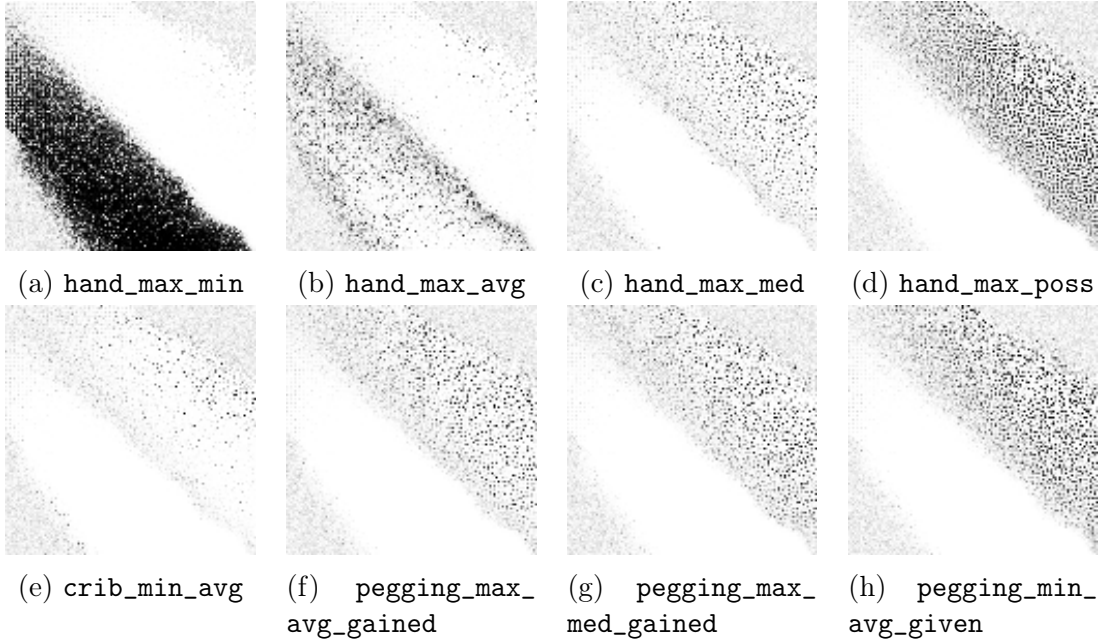 (a) hand_max_min
(b) hand_max_avg
(c) hand_max_med
(d) hand_max_poss
(e) crib_min_avg
(f) pegging_max_
avg_gained
(g) pegging_max_
med_gained
(h) pegging_min_
avg_given